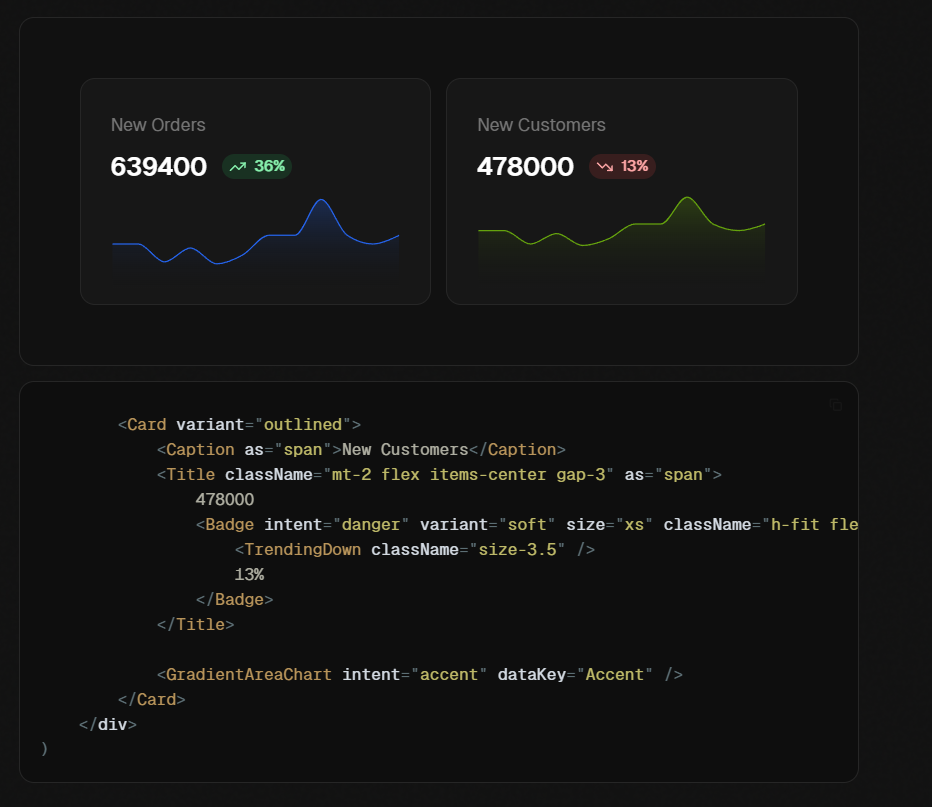 New Orders
639400 36%
New Customers
478000 13%
<Card variant="outlined">
<Caption as="span">New Customers</Caption>
<Title className="mt-2 flex items-center gap-3" as="span">
478000
<Badge intent="danger" variant="soft" size="xs" className="h-fit fle
<TrendingDown className="size-3.5" />
13%
</Badge>
</Title>
<GradientAreaChart intent="accent" dataKey="Accent" />
</Card>
</div>
)